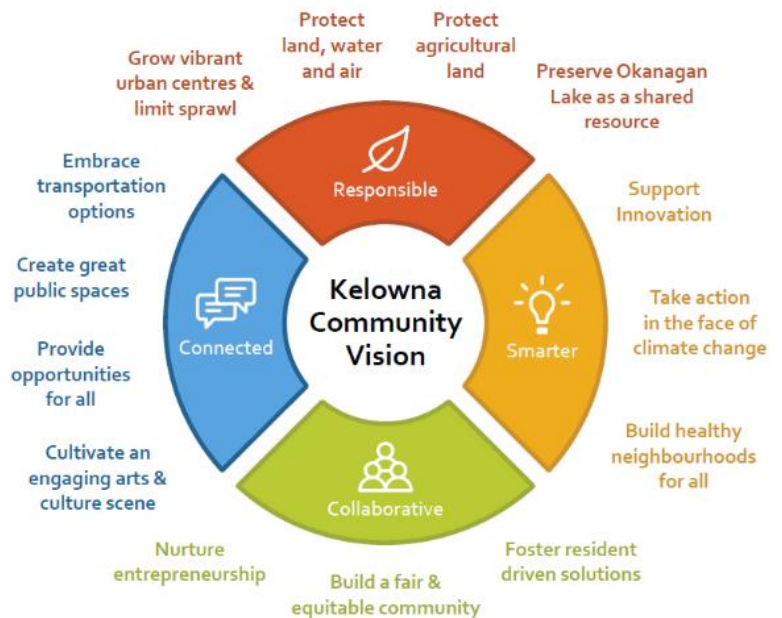 Protect
land, water
and air
Protect
agricultural
land
Grow vibrant
urban centres &
limit sprawl
Preserve Okanagan
Lake as a shared
resource
Responsible
Embrace
transportation
options
Create great
public spaces
Provide
opportunities
for all
Cultivate an
engaging arts &
culture scene
Connected
Kelowna
Community
Vision
Smarter
Support
Innovation
Take action
in the face of
climate change
Build healthy
neighbourhoods
for all
Collaborative
Nurture
entrepreneurship
Build a fair &
equitable community
Foster resident
driven solutions